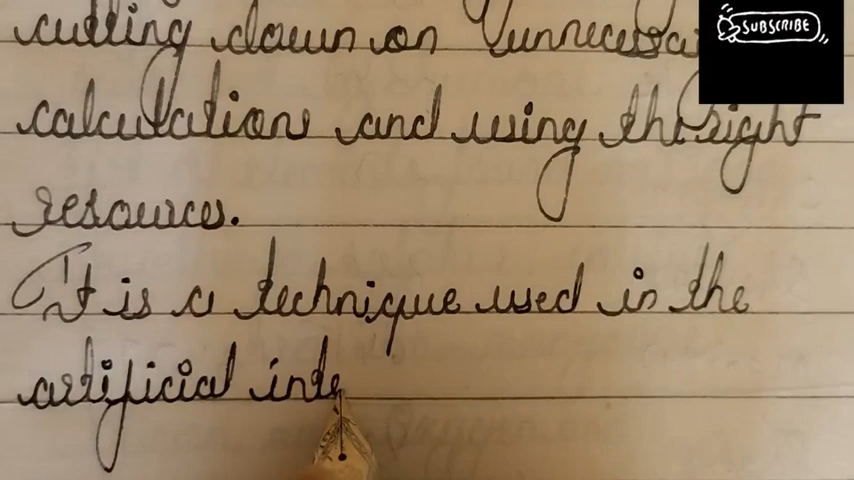 SUBSCRIBE
cutting down on unnecessa
calculations and using the right
resources.
It is a technique used in the
artificial inte